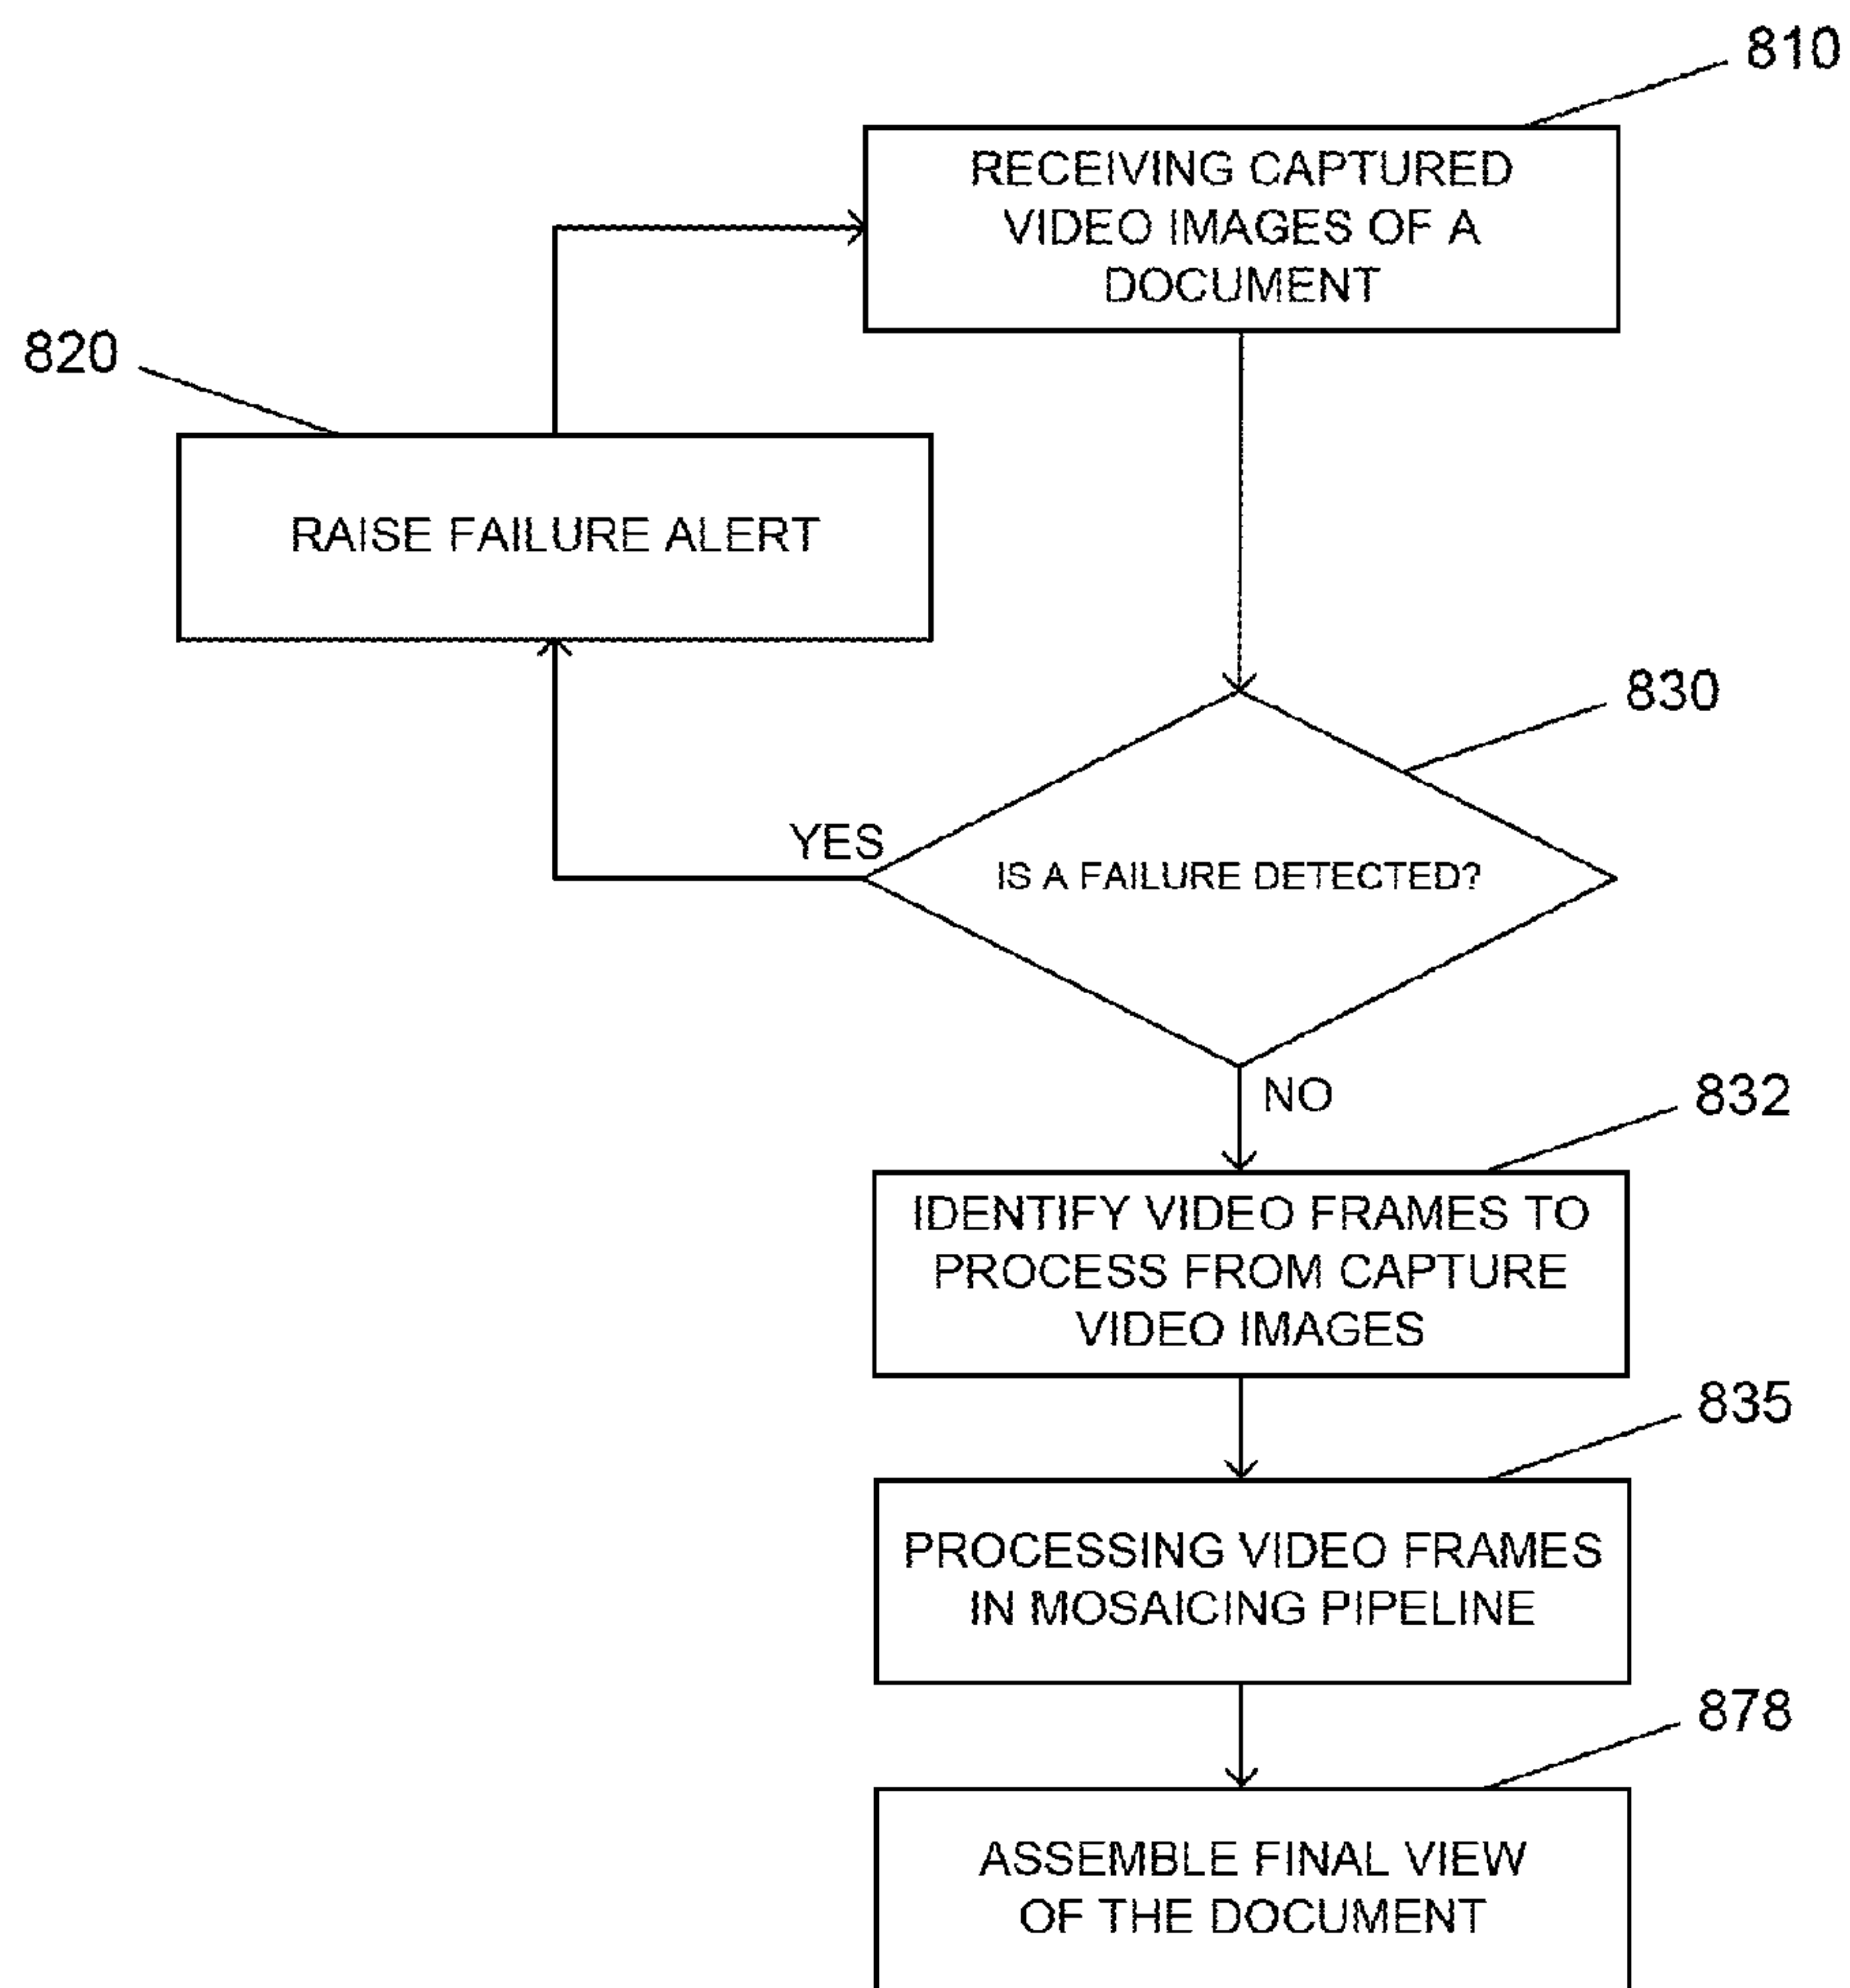 810
RECEIVING CAPTURED
VIDEO IMAGES OF A
DOCUMENT
820
RAISE FAILURE ALERT
830
YES
IS A FAILURE DETECTED?
NO
832
IDENTIFY VIDEO FRAMES TO
PROCESS FROM CAPTURE
VIDEO IMAGES
835
PROCESSING VIDEO FRAMES
IN MOSAICING PIPELINE
878
ASSEMBLE FINAL VIEW
OF THE DOCUMENT